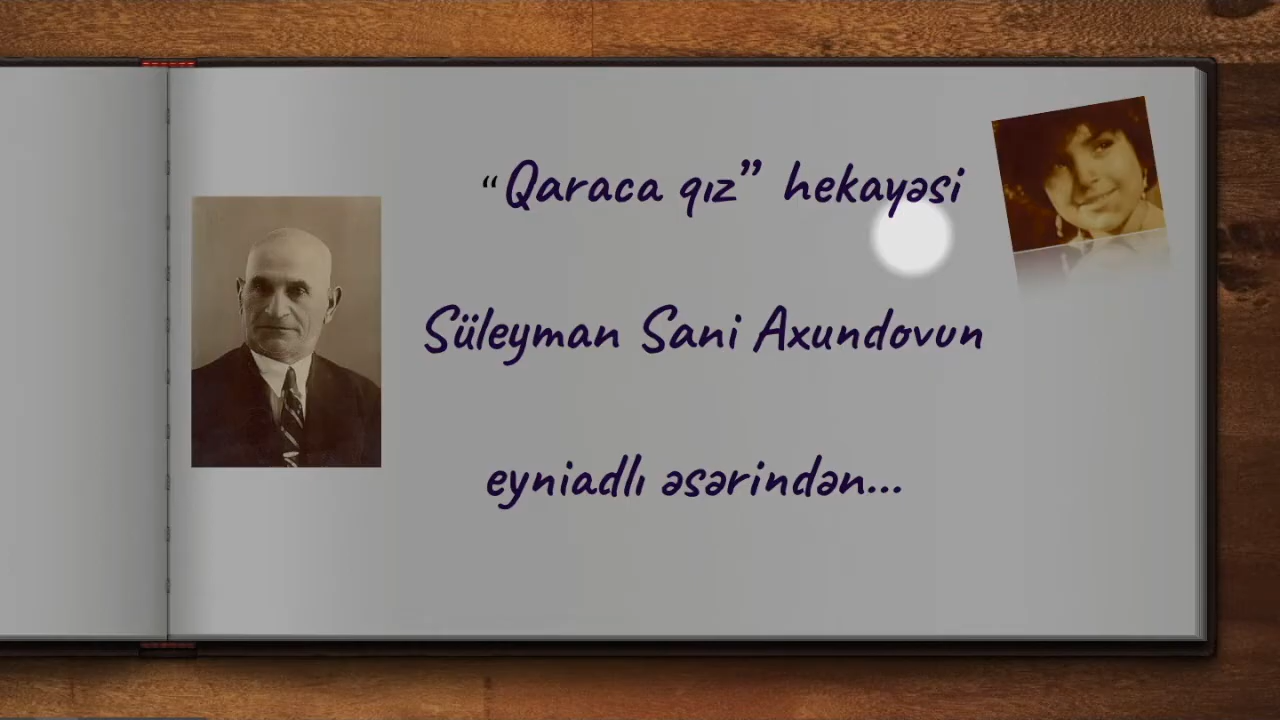 “Qaraca qız” hekayəsi
Süleyman Sani Axundovun
eyniadlı əsərindən...